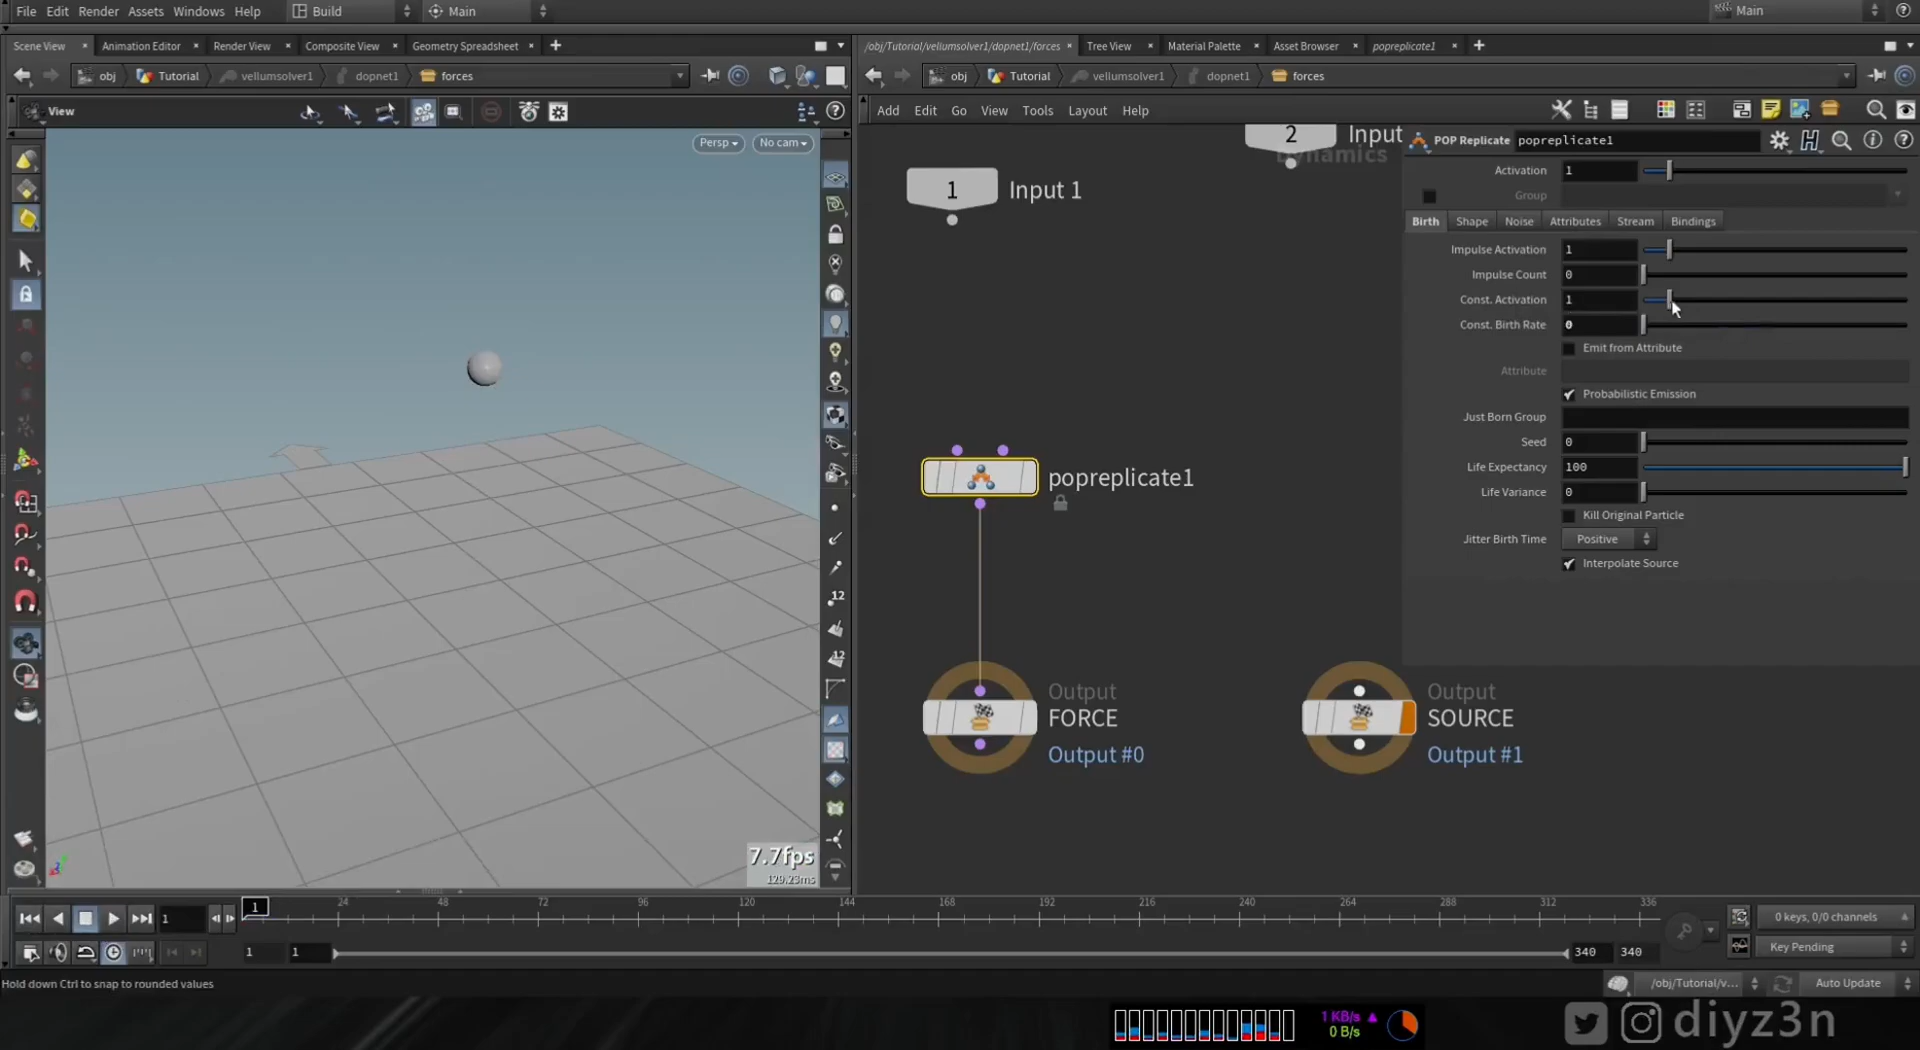 File Edit Render Assets Windows Help Build Main Main
Scene View Animation Editor Render View Composite View Geometry Spreadsheet
/obj/Tutorial/vellumsolver1/dopnet1/forces Tree View Material Palette Asset Browser popreplicate1
obj Tutorial vellumsolver1 dopnet1 forces
obj Tutorial vellumsolver1 dopnet1 forces
View
Add Edit Go View Tools Layout Help
Persp No cam
2 Input
Dynamics
1 Input 1
POP Replicate popreplicate1
Activation 1
Group
Birth Shape Noise Attributes Stream Bindings
Impulse Activation 1
Impulse Count 0
Const. Activation 1
Const. Birth Rate 0
Emit from Attribute
Attribute
Probabilistic Emission
Just Born Group
Seed 0
Life Expectancy 100
Life Variance 0
Kill Original Particle
Jitter Birth Time Positive
Interpolate Source
popreplicate1
12
12
Output
FORCE
Output #0
Output
SOURCE
Output #1
7.7fps
129.23ms
1 1 24 48 72 96 120 144 168 192 216 240 264 288 312 336
0 keys, 0/0 channels
1 1 340 340
Key Pending
Hold down Ctrl to snap to rounded values
/obj/Tutorial/v... Auto Update
1 KB/s
0 B/s
diyz3n